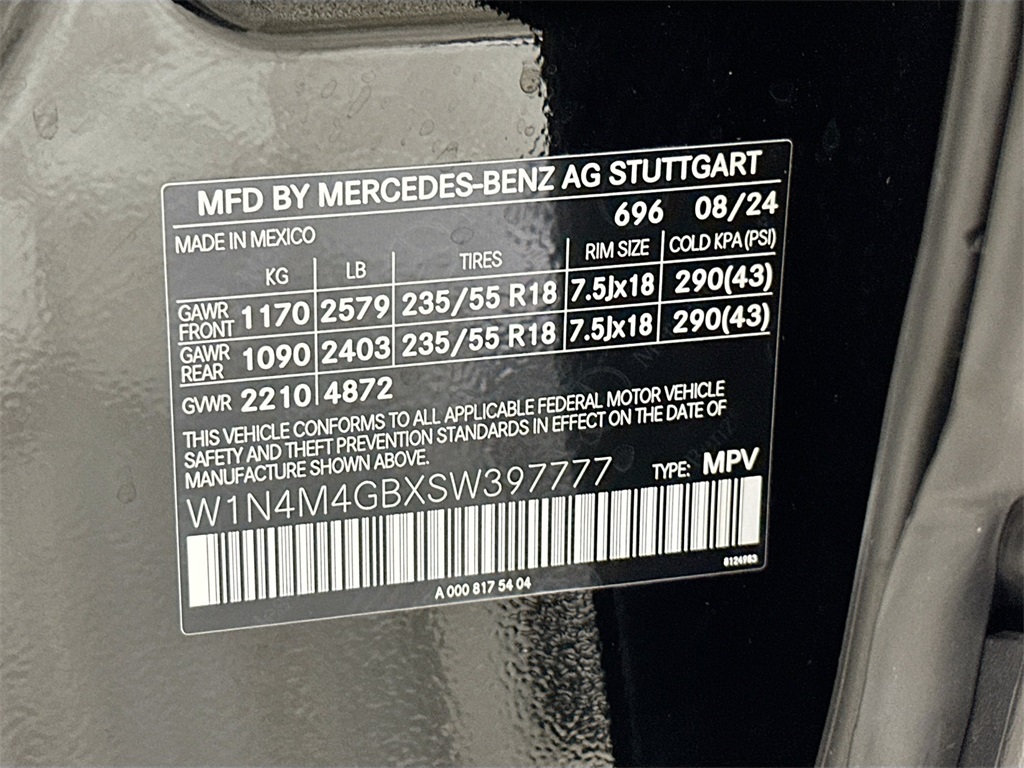 MFD BY MERCEDES-BENZ AG STUTTGART
696 08/24
MADE IN MEXICO
KG LB TIRES RIM SIZE COLD KPA (PSI)
GAWR FRONT 1170 2579 235/55 R18 7.5Jx18 290(43)
GAWR REAR 1090 2403 235/55 R18 7.5Jx18 290(43)
GVWR 2210 4872
THIS VEHICLE CONFORMS TO ALL APPLICABLE FEDERAL MOTOR VEHICLE
SAFETY AND THEFT PREVENTION STANDARDS IN EFFECT ON THE DATE OF
MANUFACTURE SHOWN ABOVE.
W1N4M4GBXSW397777 TYPE: MPV
8124983
A 000 817 54 04